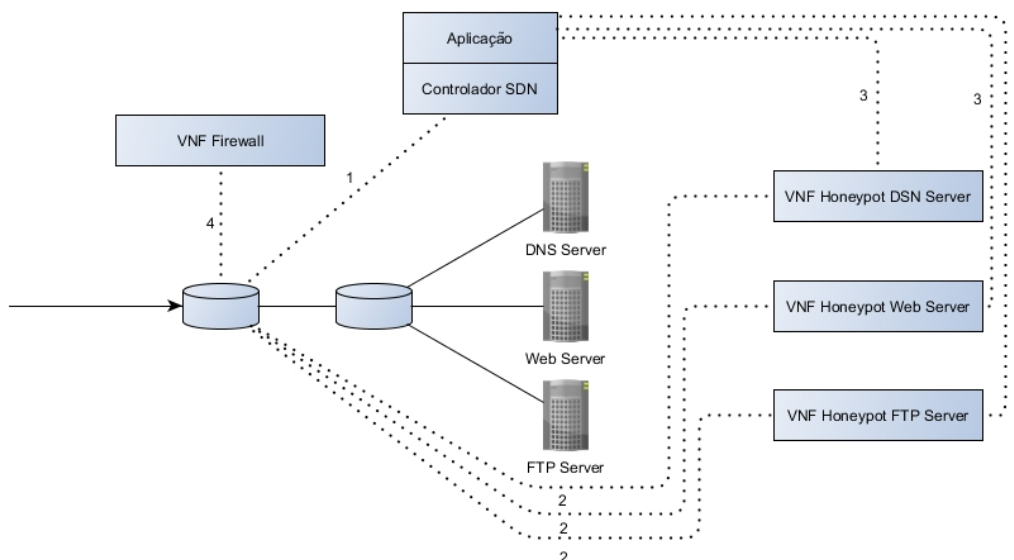 Aplicação
Controlador SDN
VNF Firewall
3
3
1
VNF Honeypot DSN Server
4
DNS Server
VNF Honeypot Web Server
Web Server
VNF Honeypot FTP Server
FTP Server
2
2
2